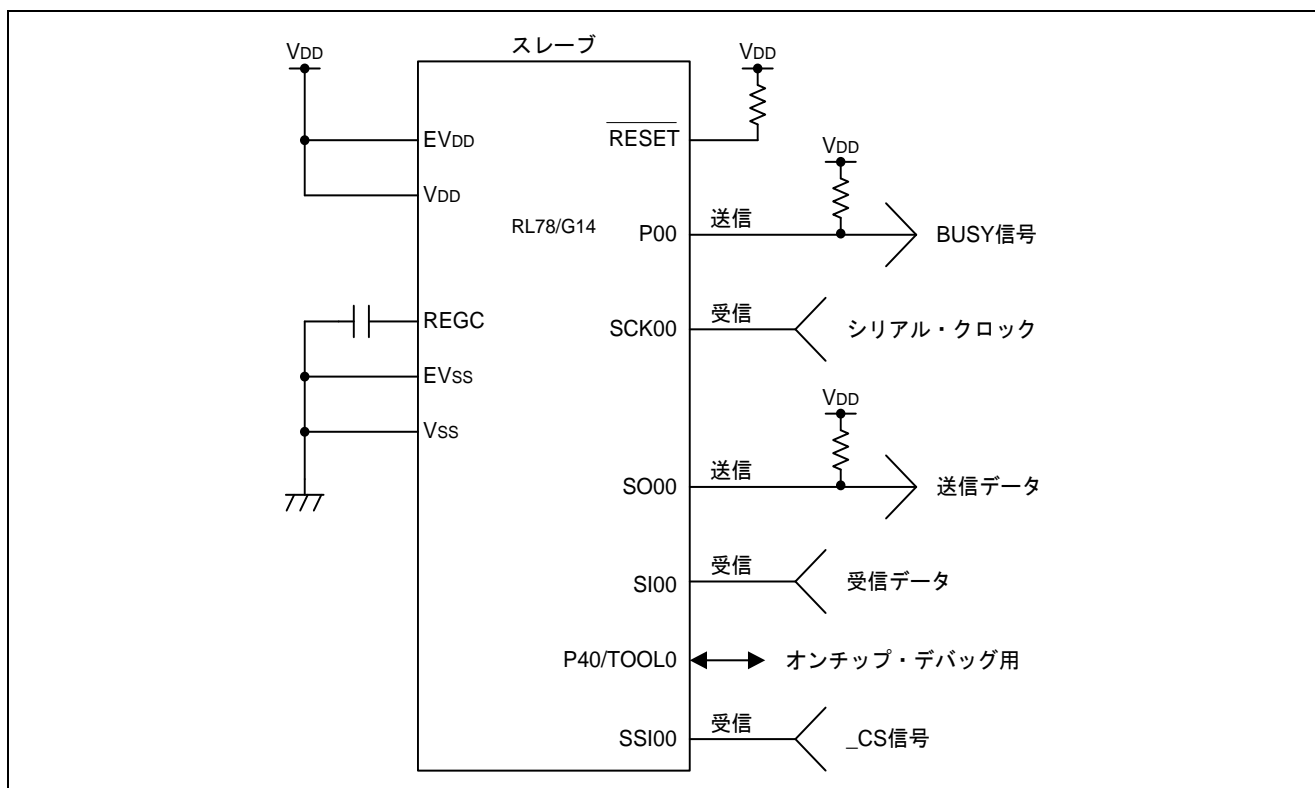 スレーブ
VDD
VDD
EVDD
RESET
VDD
VDD
RL78/G14
P00
送信
BUSY信号
REGC
SCK00
受信
シリアル・クロック
EVSS
VDD
VSS
SO00
送信
送信データ
SI00
受信
受信データ
P40/TOOL0
オンチップ・デバッグ用
SSI00
受信
_CS信号